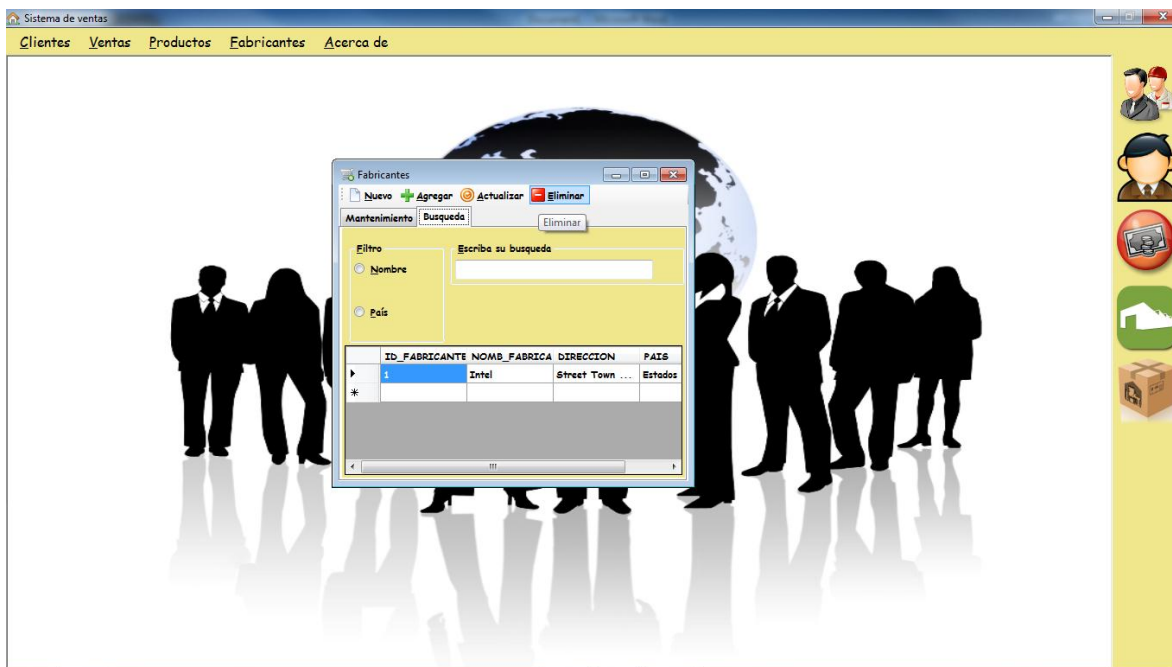 Sistema de ventas
Clientes Ventas Productos Fabricantes Acerca de
Fabricantes
Nuevo Agregar Actualizar Eliminar
Mantenimiento Busqueda
Eliminar
Filtro Escriba su busqueda
Nombre
País
ID_FABRICANTE NOMB_FABRICA DIRECCION PAIS
1 Intel Street Town ... Estados